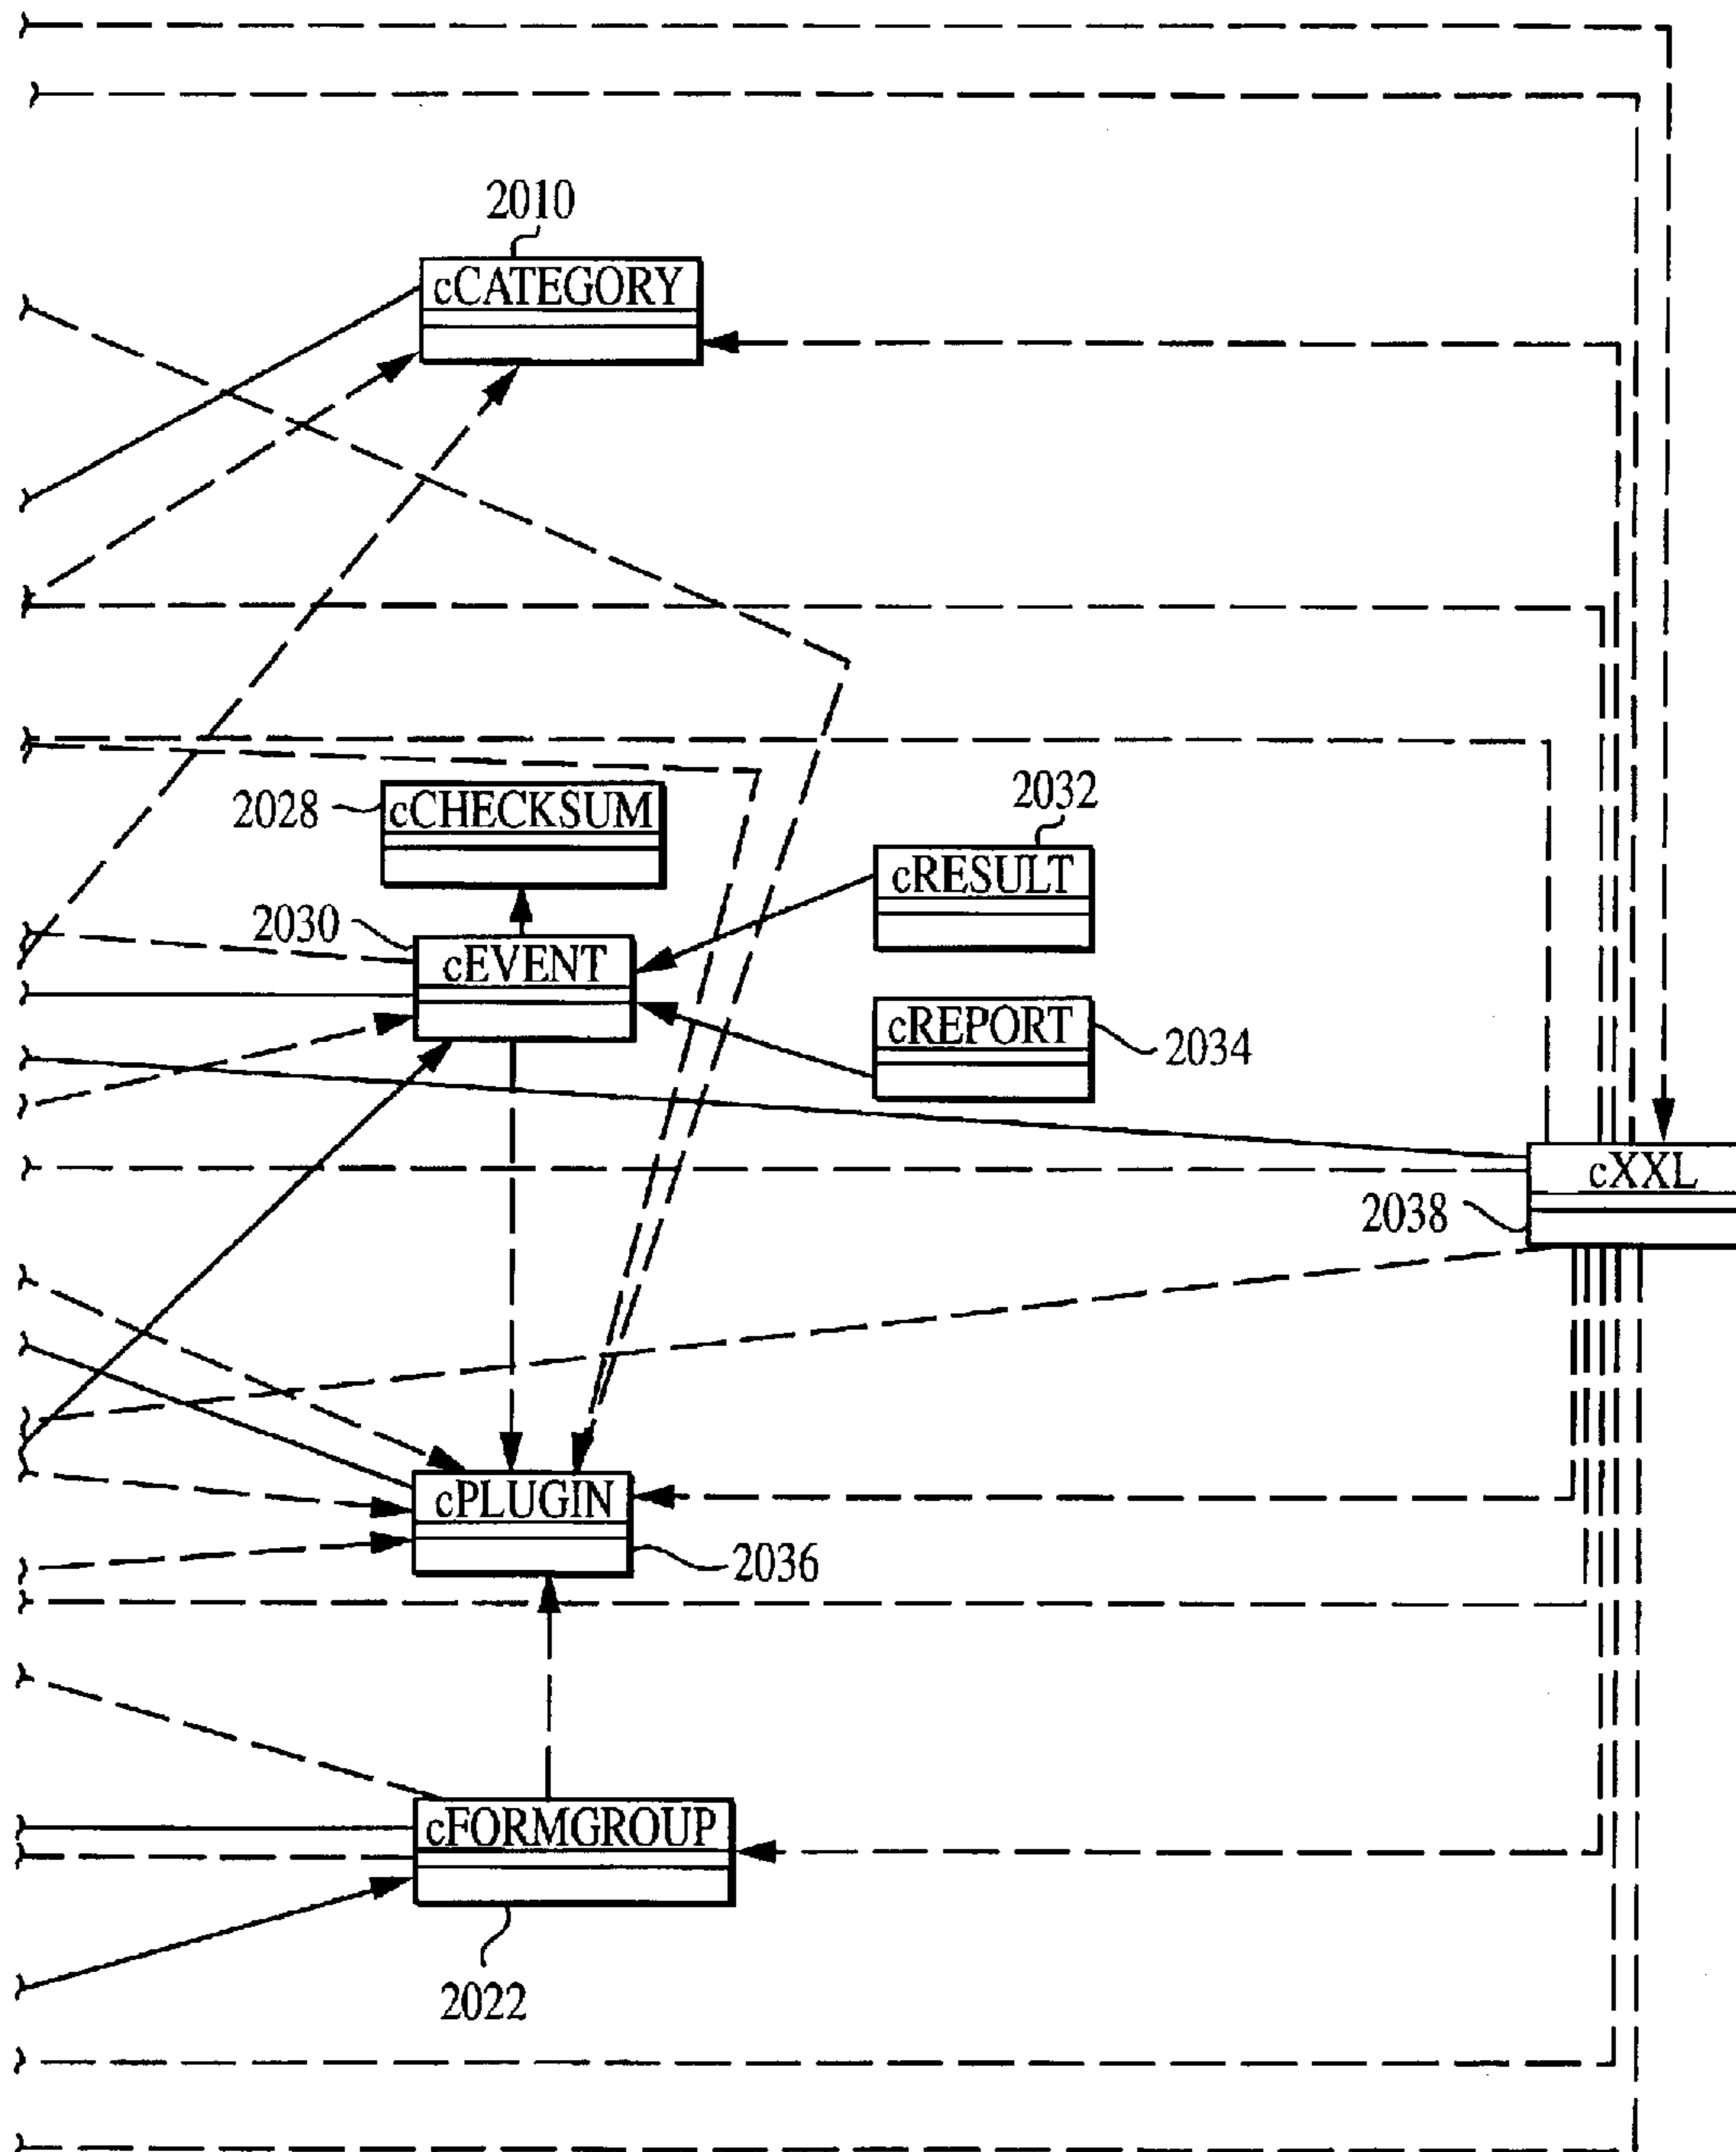 2010
cCATEGORY
2028
cCHECKSUM
2032
cRESULT
2030
cEVENT
cREPORT
2034
cXXL
2038
cPLUGIN
2036
cFORMGROUP
2022